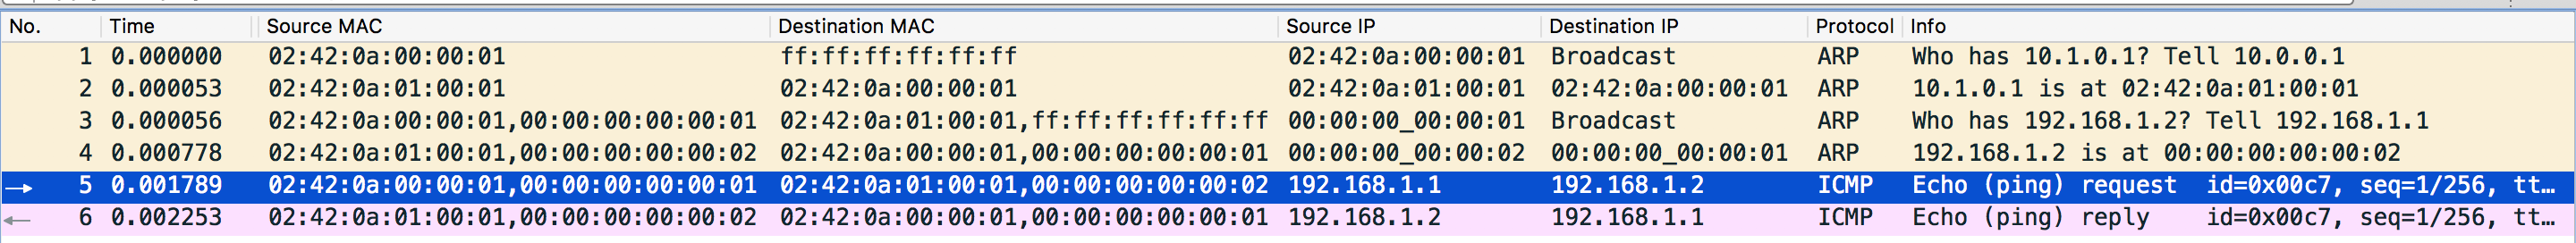 No. Time Source MAC Destination MAC Source IP Destination IP Protocol Info
1 0.000000 02:42:0a:00:00:01 ff:ff:ff:ff:ff:ff 02:42:0a:00:00:01 Broadcast ARP Who has 10.1.0.1? Tell 10.0.0.1
2 0.000053 02:42:0a:01:00:01 02:42:0a:00:00:01 02:42:0a:01:00:01 02:42:0a:00:00:01 ARP 10.1.0.1 is at 02:42:0a:01:00:01
3 0.000056 02:42:0a:00:00:01,00:00:00:00:00:01 02:42:0a:01:00:01,ff:ff:ff:ff:ff:ff 00:00:00_00:00:01 Broadcast ARP Who has 192.168.1.2? Tell 192.168.1.1
4 0.000778 02:42:0a:01:00:01,00:00:00:00:00:02 02:42:0a:00:00:01,00:00:00:00:00:01 00:00:00_00:00:02 00:00:00_00:00:01 ARP 192.168.1.2 is at 00:00:00:00:00:02
5 0.001789 02:42:0a:00:00:01,00:00:00:00:00:01 02:42:0a:01:00:01,00:00:00:00:00:02 192.168.1.1 192.168.1.2 ICMP Echo (ping) request id=0x00c7, seq=1/256, tt…
6 0.002253 02:42:0a:01:00:01,00:00:00:00:00:02 02:42:0a:00:00:01,00:00:00:00:00:01 192.168.1.2 192.168.1.1 ICMP Echo (ping) reply id=0x00c7, seq=1/256, tt…